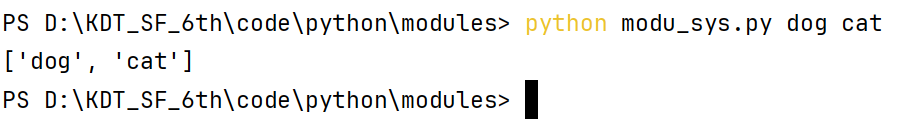 PS D:\KDT_SF_6th\code\python\modules> python modu_sys.py dog cat
['dog', 'cat']
PS D:\KDT_SF_6th\code\python\modules>